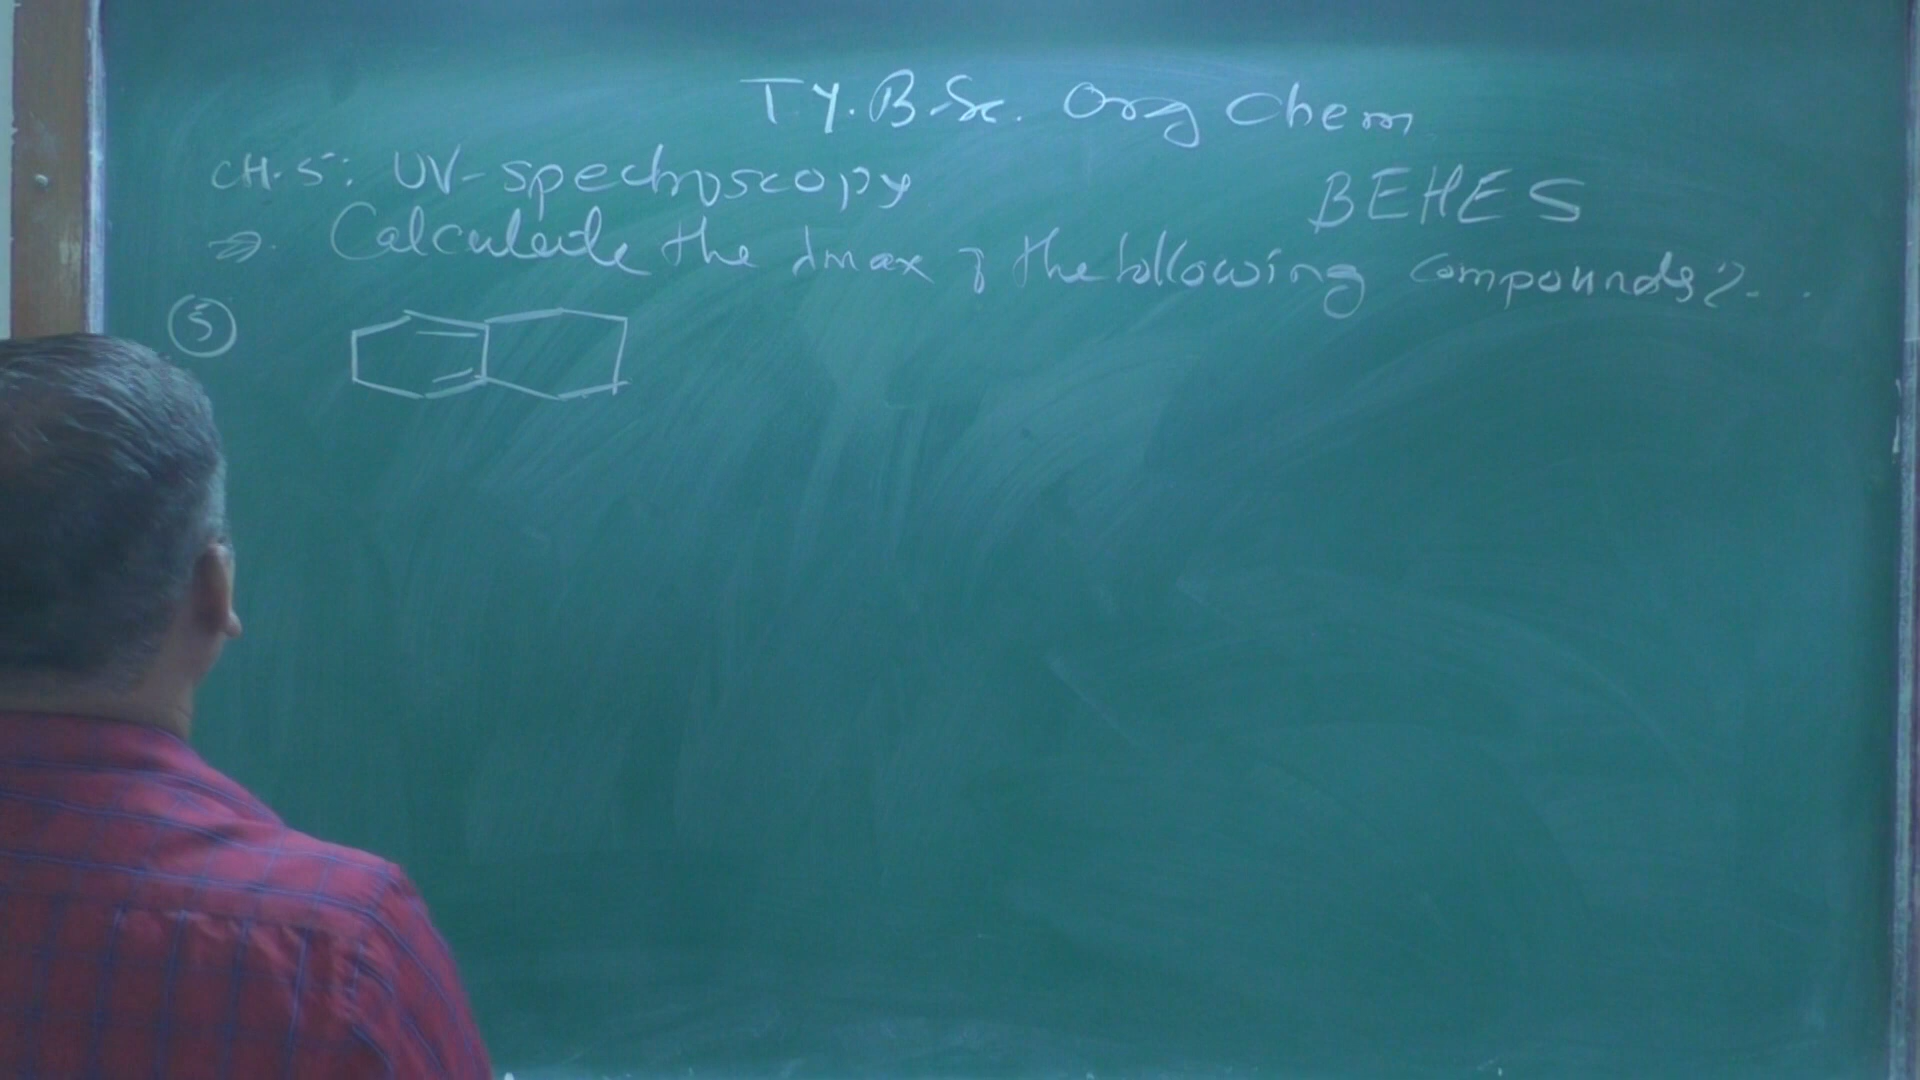 T.Y.B.Sc. Org Chem
CH.5: UV-spectroscopy
BEHES
⇒. Calculate the λmax of the following compounds?
5